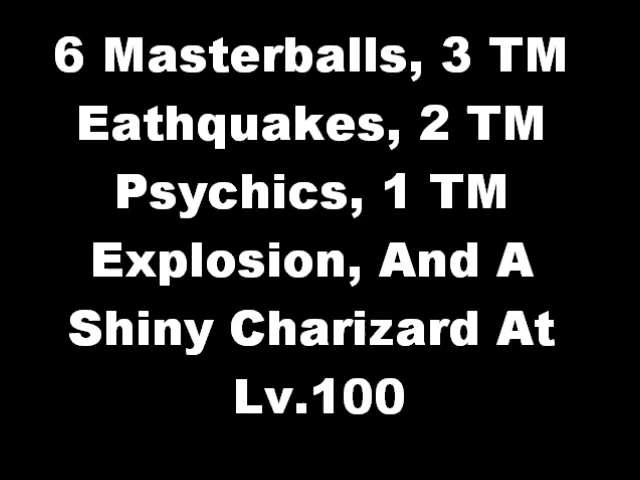 6 Masterballs, 3 TM
Eathquakes, 2 TM
Psychics, 1 TM
Explosion, And A
Shiny Charizard At
Lv.100